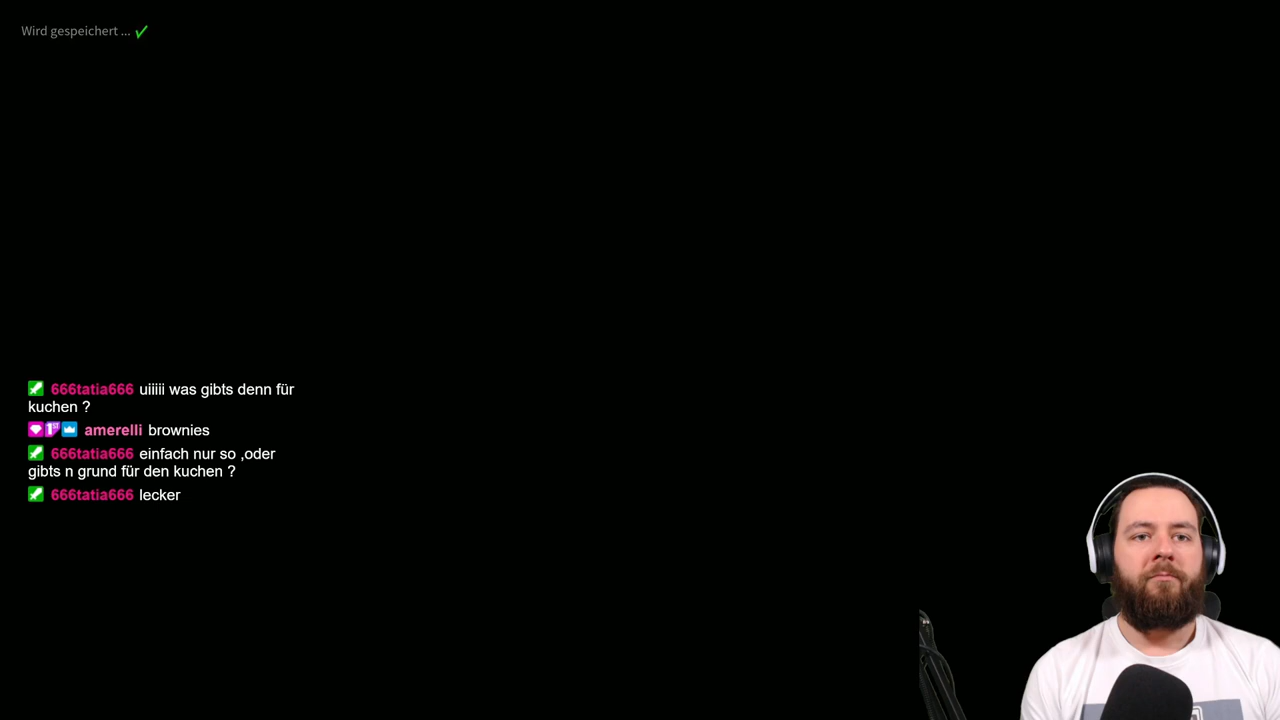 Wird gespeichert ...
666tatia666 uiiiii was gibts denn für
kuchen ?
1ST amerelli brownies
666tatia666 einfach nur so ,oder
gibts n grund für den kuchen ?
666tatia666 lecker